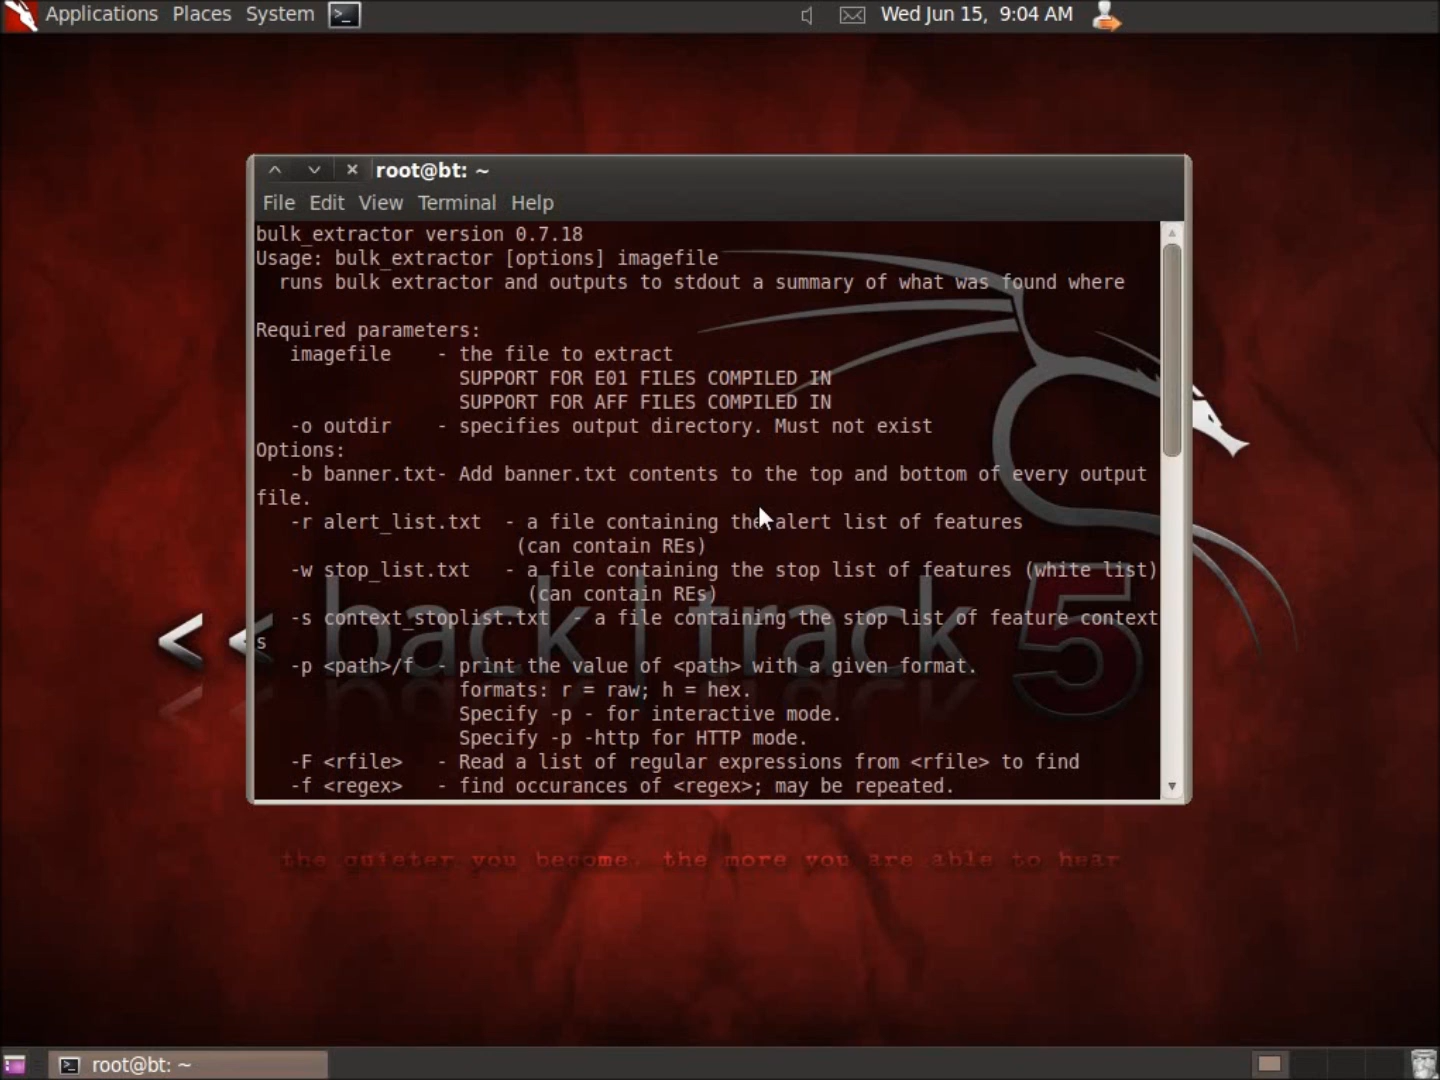 Applications Places System Wed Jun 15, 9:04 AM
root@bt: ~
File Edit View Terminal Help
bulk_extractor version 0.7.18
Usage: bulk_extractor [options] imagefile
runs bulk extractor and outputs to stdout a summary of what was found where
Required parameters:
imagefile - the file to extract
SUPPORT FOR E01 FILES COMPILED IN
SUPPORT FOR AFF FILES COMPILED IN
-o outdir - specifies output directory. Must not exist
Options:
-b banner.txt- Add banner.txt contents to the top and bottom of every output
file.
-r alert_list.txt - a file containing the alert list of features
(can contain REs)
-w stop_list.txt - a file containing the stop list of features (white list)
(can contain REs)
-s context_stoplist.txt - a file containing the stop list of feature context
s
-p <path>/f - print the value of <path> with a given format.
formats: r = raw; h = hex.
Specify -p - for interactive mode.
Specify -p -http for HTTP mode.
-F <rfile> - Read a list of regular expressions from <rfile> to find
-f <regex> - find occurances of <regex>; may be repeated.
<< back | track 5
the quieter you become, the more you are able to hear
root@bt: ~